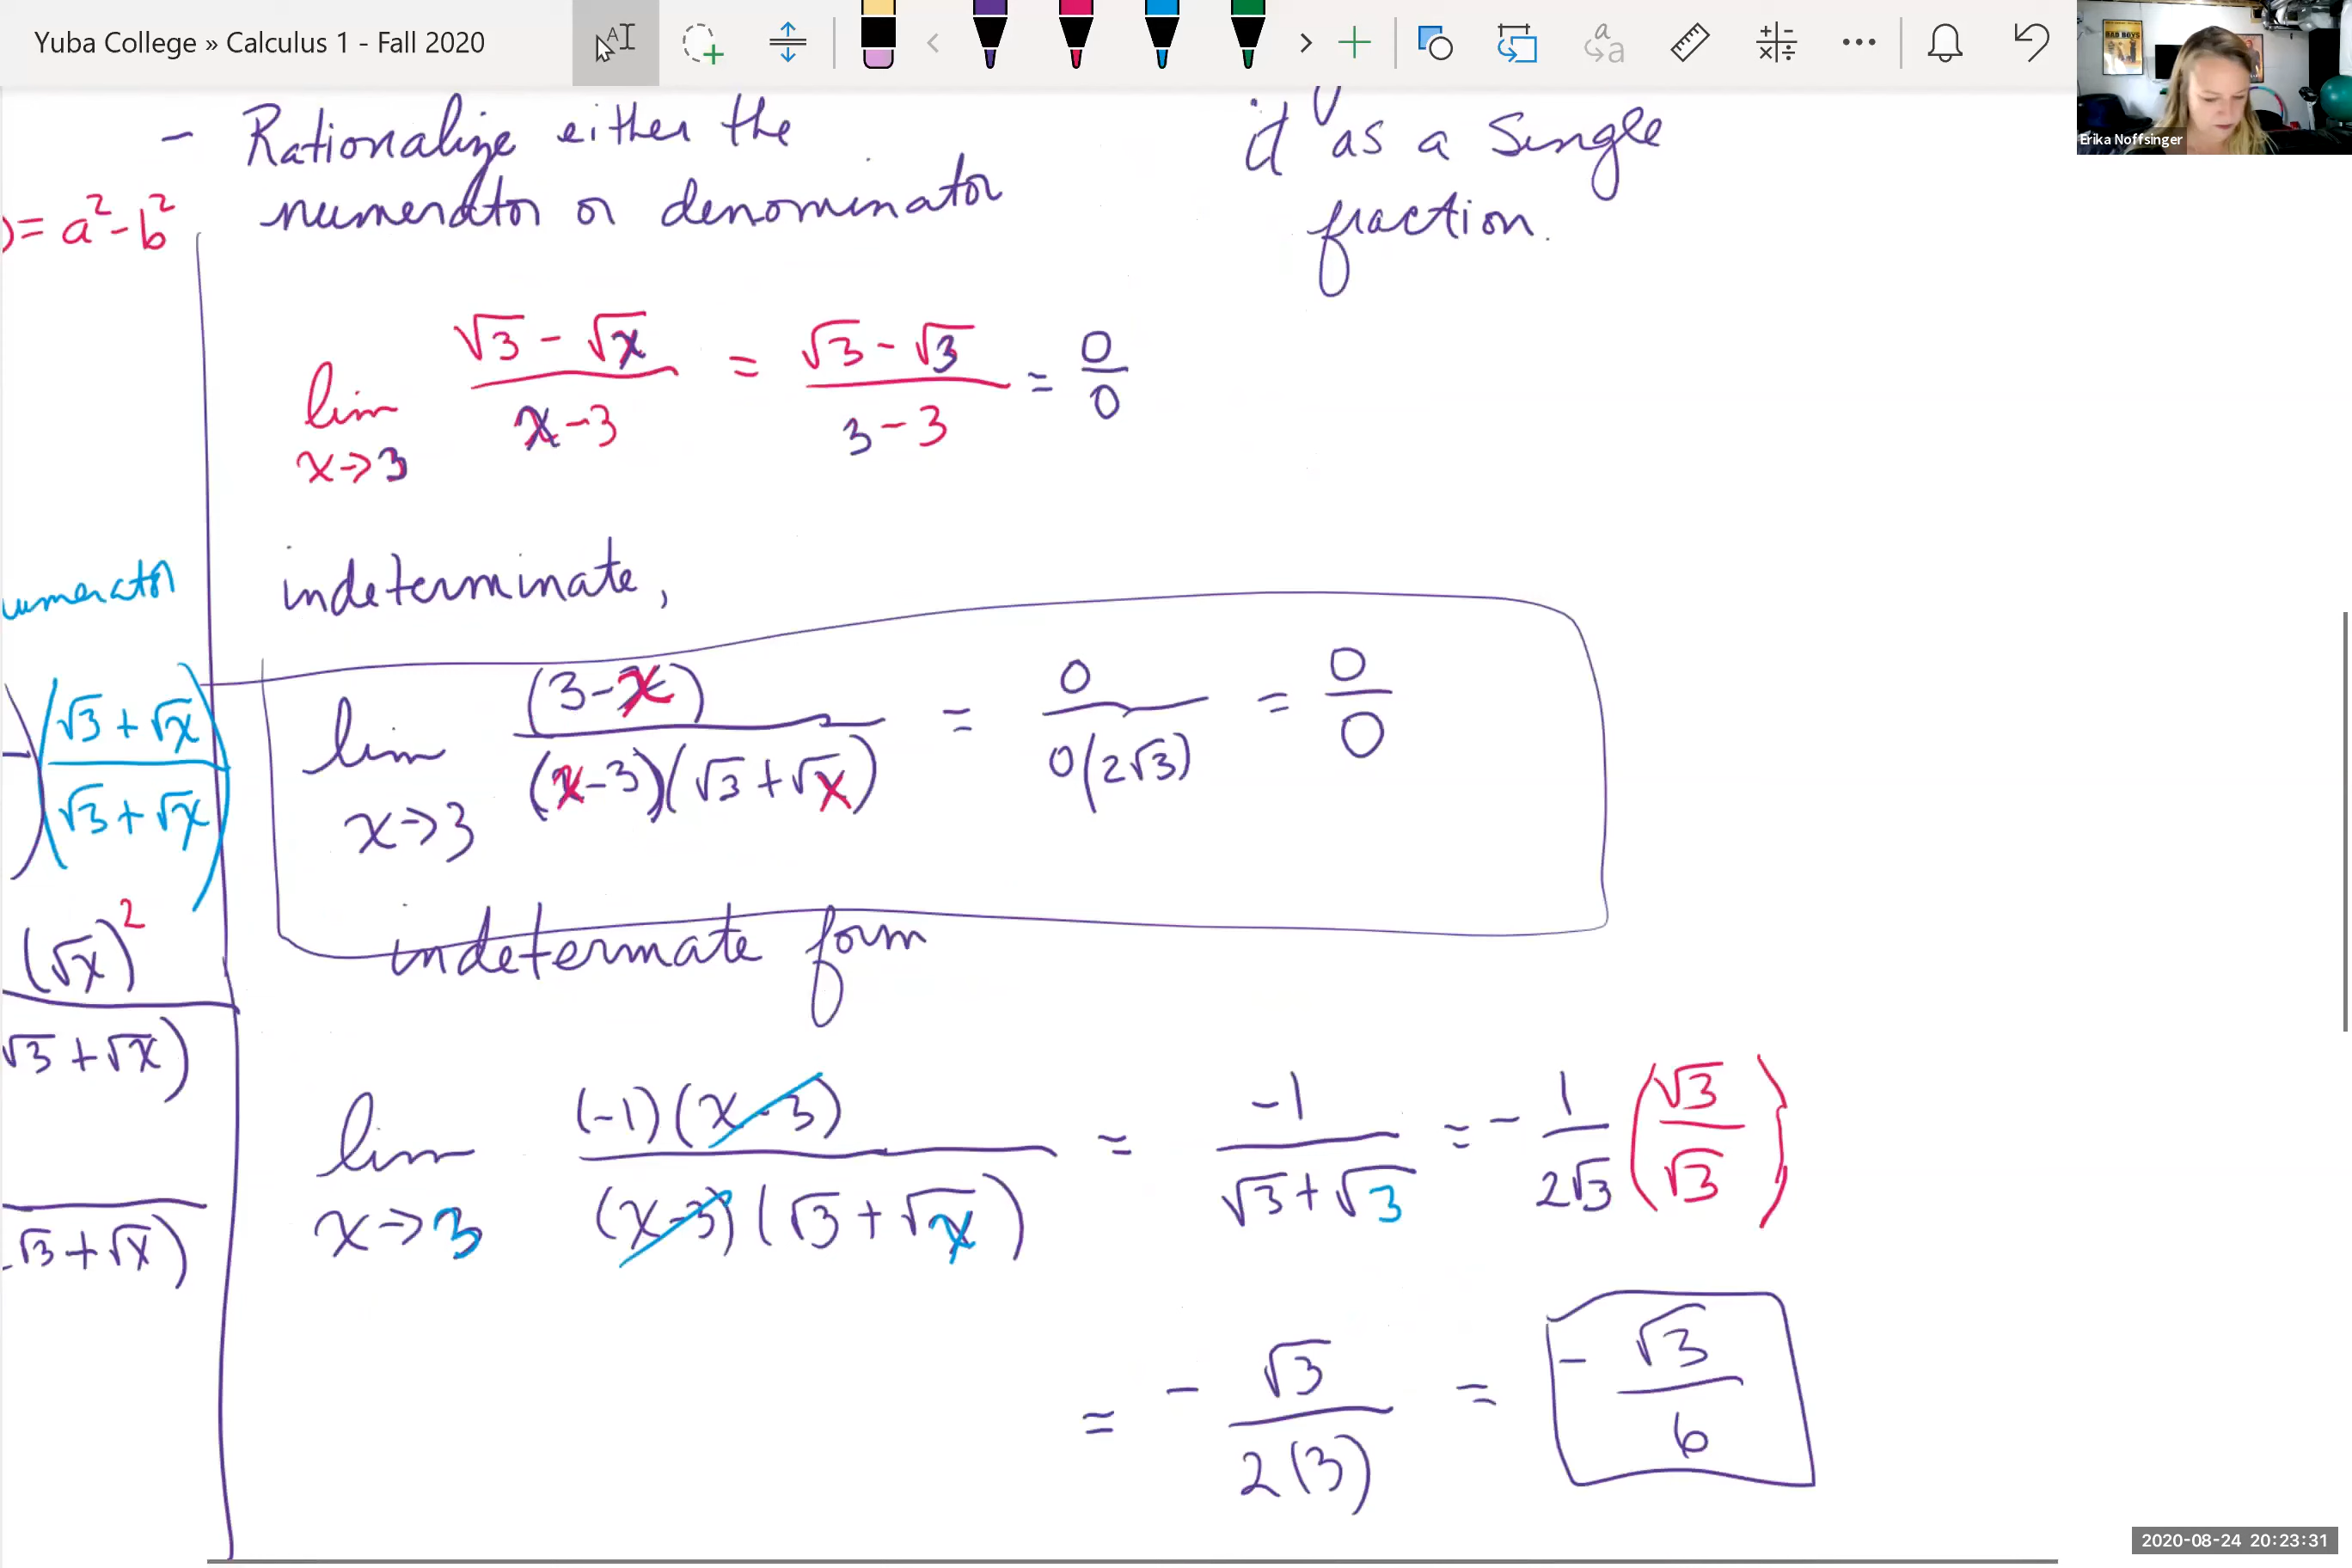 Yuba College » Calculus 1 - Fall 2020
Erika Noffsinger
- Rationalize either the
numerator or denominator
it as a single
fraction.
) = a² - b²
lim x→3 (√3 - √x)/(x - 3) = (√3 - √3)/(3 - 3) = 0/0
indeterminate,
umerator
(√3 + √x)/(√3 + √x)
lim x→3 (3-x)/((x-3)(√3 + √x)) = 0/(0(2√3)) = 0/0
(√x)²
√3 + √x)
indetermate form
lim x→3 (-1)(x-3)/((x-3)(√3 + √x)) = -1/(√3 + √3) = - 1/(2√3) (√3/√3)
√3 + √x)
= - √3/(2(3)) = - √3/6
2020-08-24 20:23:31